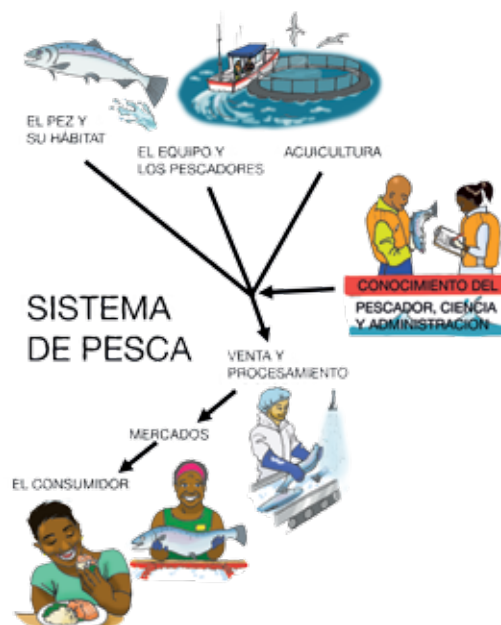 EL PEZ Y
SU HÁBITAT
EL EQUIPO Y
LOS PESCADORES
ACUICULTURA
CONOCIMIENTO DEL
PESCADOR, CIENCIA
Y ADMINISTRACION
SISTEMA
DE PESCA
VENTA Y
PROCESAMIENTO
MERCADOS
EL CONSUMIDOR